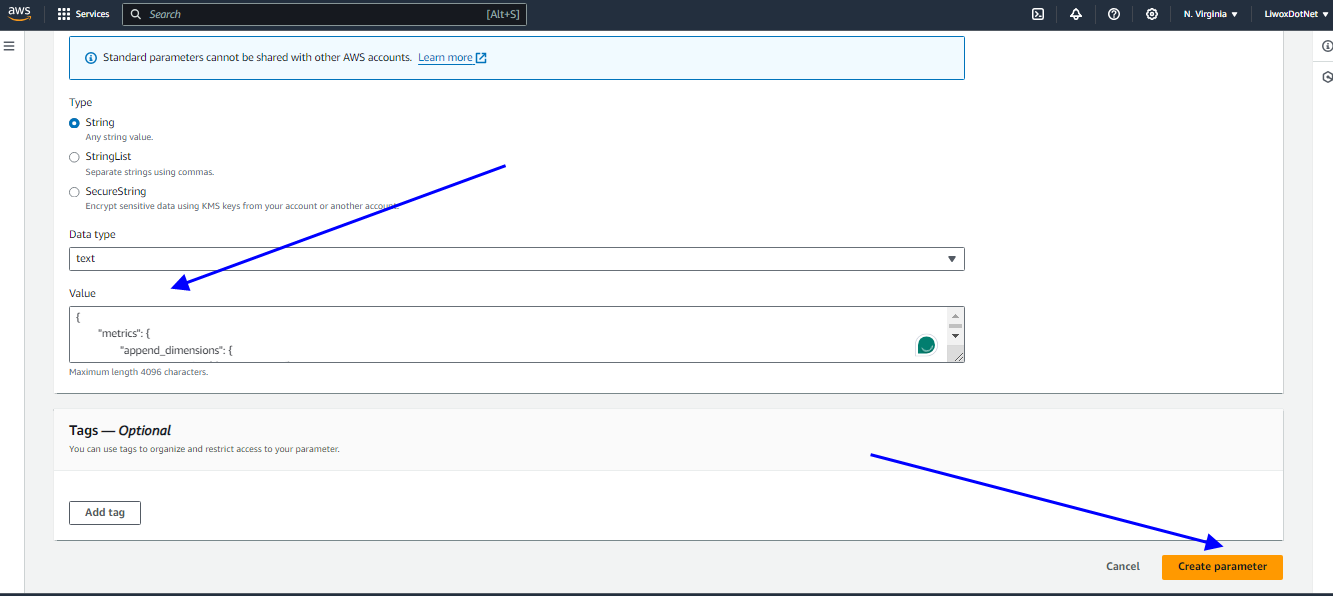 aws
Services
Search
[Alt+S]
N. Virginia
LiwoxDotNet
Standard parameters cannot be shared with other AWS accounts. Learn more
Type
String
Any string value.
StringList
Separate strings using commas.
SecureString
Encrypt sensitive data using KMS keys from your account or another account.
Data type
text
Value
{
"metrics": {
"append_dimensions": {
Maximum length 4096 characters.
Tags — Optional
You can use tags to organize and restrict access to your parameter.
Add tag
Cancel
Create parameter